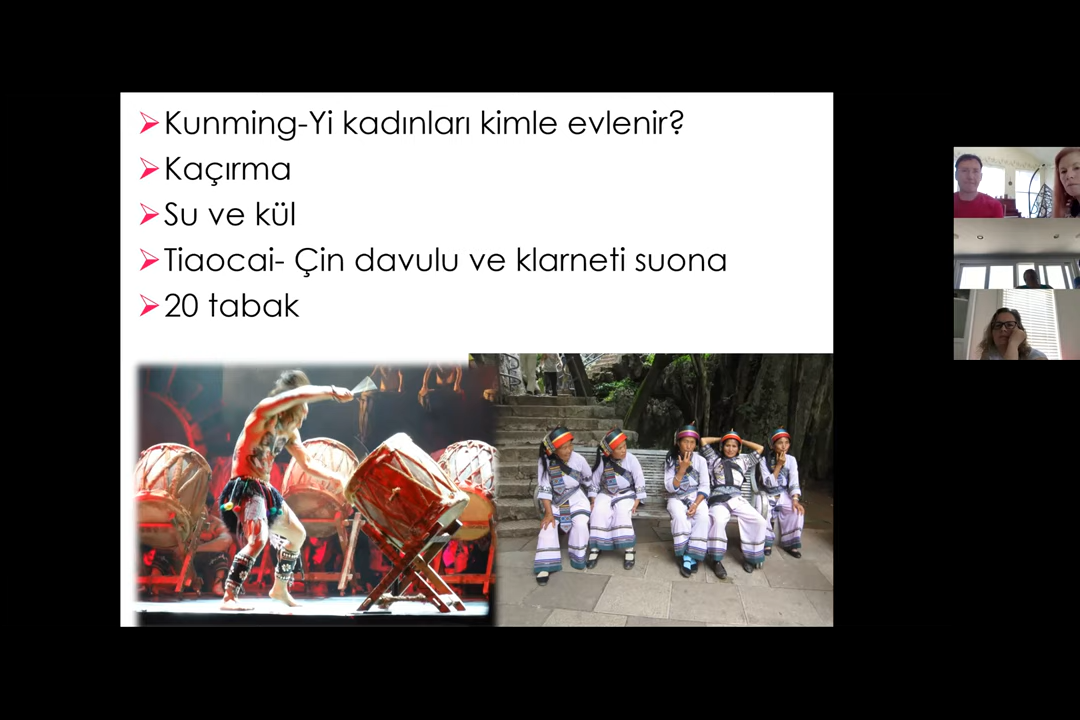 Kunming-Yi kadınları kimle evlenir?
Kaçırma
Su ve kül
Tiaocai- Çin davulu ve klarneti suona
20 tabak